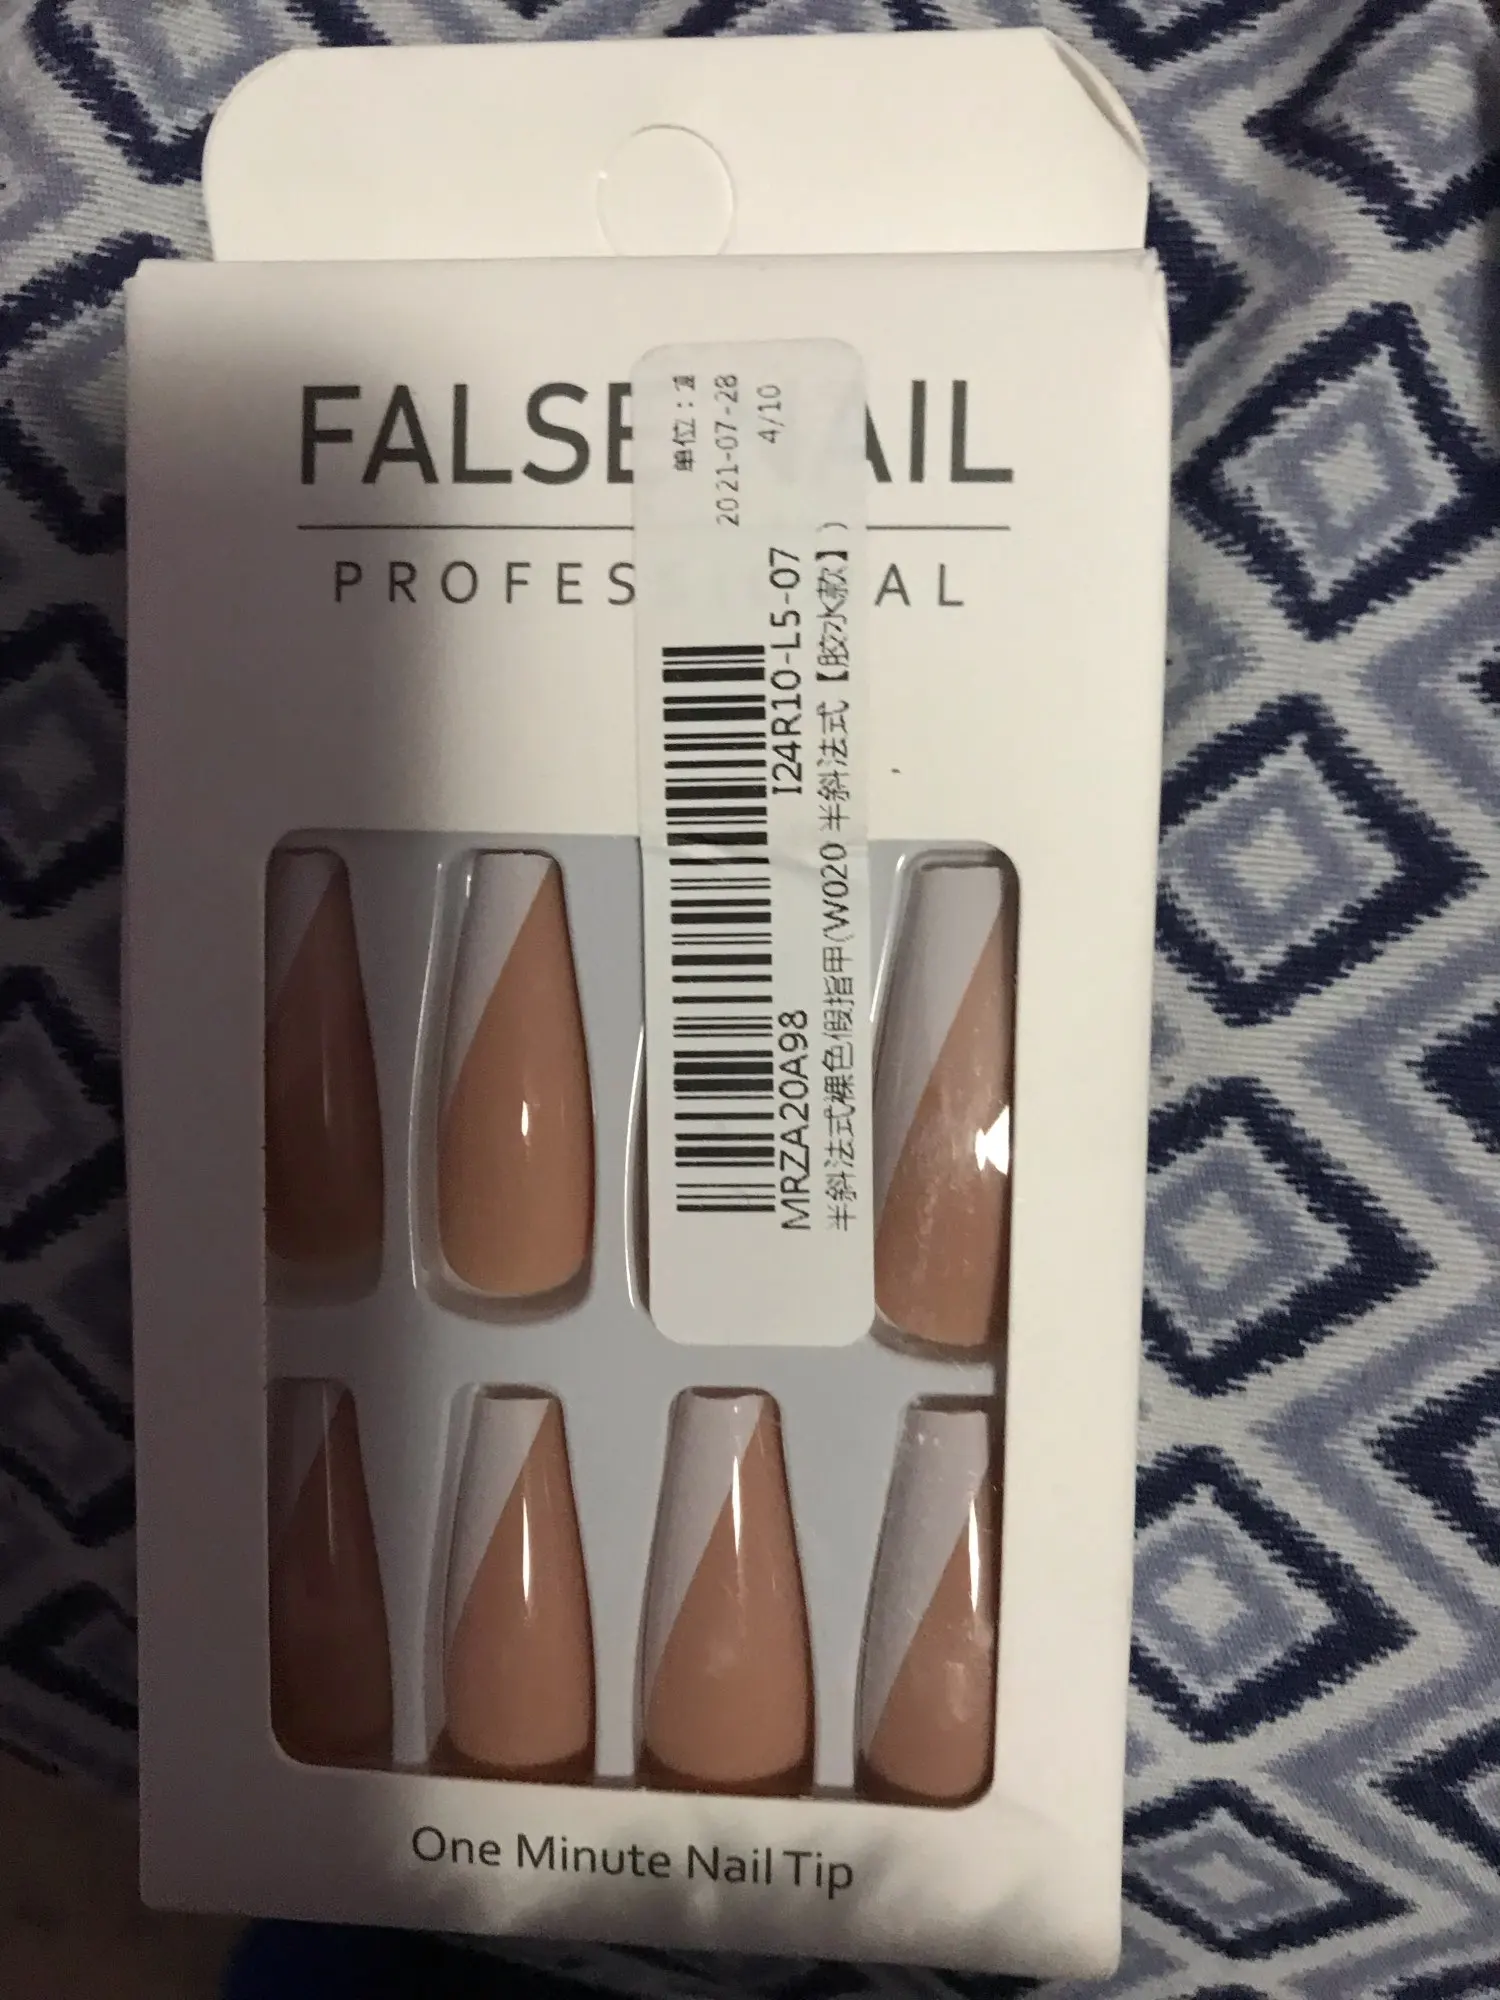 FALSE NAIL
PROFES AL
单位：
2021-07-28
4/10
I24R10-L5-07
MRZA20A98
半斜法式裸色假指甲(W020 半斜法式【胶水款】)
One Minute Nail Tip